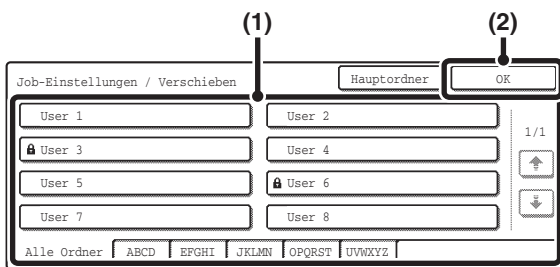 (1) (2)
Job-Einstellungen / Verschieben Hauptordner OK
User 1 User 2
1/1
User 3 User 4
User 5 User 6
User 7 User 8
Alle Ordner ABCD EFGHI JKLMN OPQRST UVWXYZ